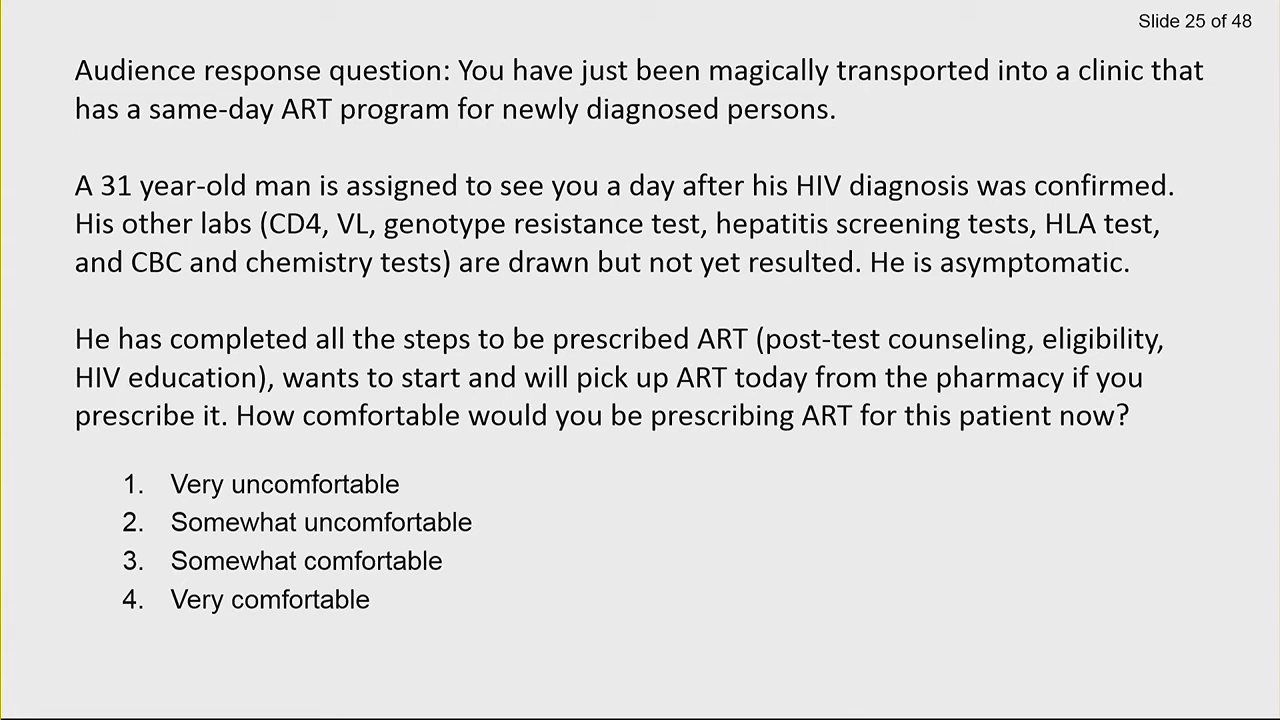 Slide 25 of 48
Audience response question: You have just been magically transported into a clinic that
has a same-day ART program for newly diagnosed persons.
A 31 year-old man is assigned to see you a day after his HIV diagnosis was confirmed.
His other labs (CD4, VL, genotype resistance test, hepatitis screening tests, HLA test,
and CBC and chemistry tests) are drawn but not yet resulted. He is asymptomatic.
He has completed all the steps to be prescribed ART (post-test counseling, eligibility,
HIV education), wants to start and will pick up ART today from the pharmacy if you
prescribe it. How comfortable would you be prescribing ART for this patient now?
1. Very uncomfortable
2. Somewhat uncomfortable
3. Somewhat comfortable
4. Very comfortable